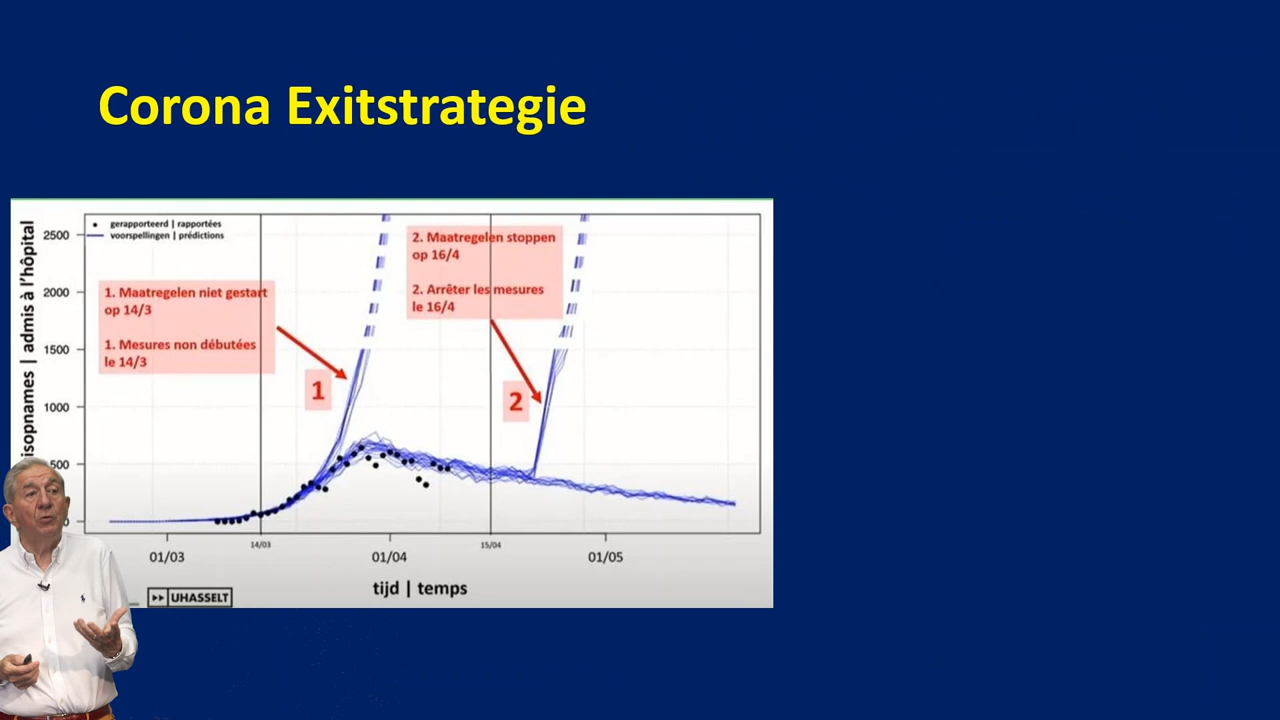 Corona Exitstrategie
gerapporteerd | rapportées
voorspellingen | prédictions
2500
2000
1500
1000
500
0
isopnames | admis à l'hôpital
1. Maatregelen niet gestart
op 14/3
1. Mesures non débutées
le 14/3
1
2. Maatregelen stoppen
op 16/4
2. Arrêter les mesures
le 16/4
2
01/03
14/03
01/04
15/04
01/05
tijd | temps
UHASSELT